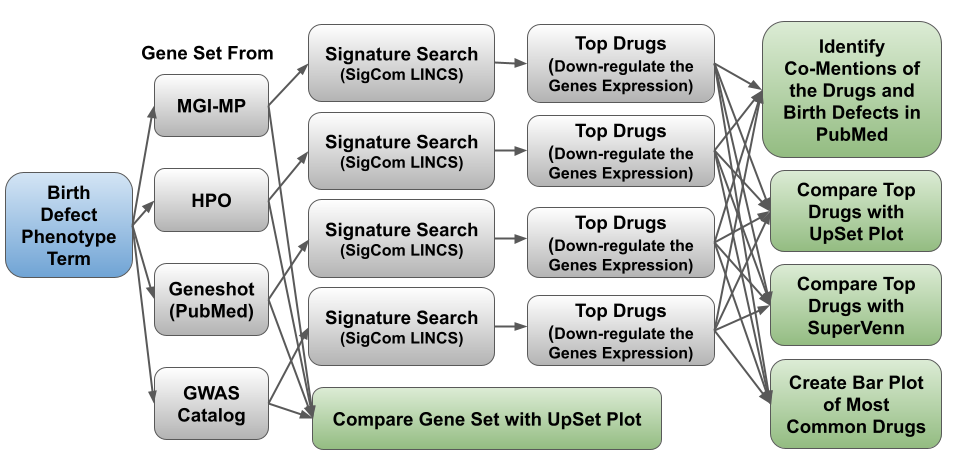 Gene Set From
Birth
Defect
Phenotype
Term
MGI-MP
HPO
Geneshot
(PubMed)
GWAS
Catalog
Signature Search
(SigCom LINCS)
Signature Search
(SigCom LINCS)
Signature Search
(SigCom LINCS)
Signature Search
(SigCom LINCS)
Compare Gene Set with UpSet Plot
Top Drugs
(Down-regulate the
Genes Expression)
Top Drugs
(Down-regulate the
Genes Expression)
Top Drugs
(Down-regulate the
Genes Expression)
Top Drugs
(Down-regulate the
Genes Expression)
Identify
Co-Mentions of
the Drugs and
Birth Defects in
PubMed
Compare Top
Drugs with
UpSet Plot
Compare Top
Drugs with
SuperVenn
Create Bar Plot
of Most
Common Drugs